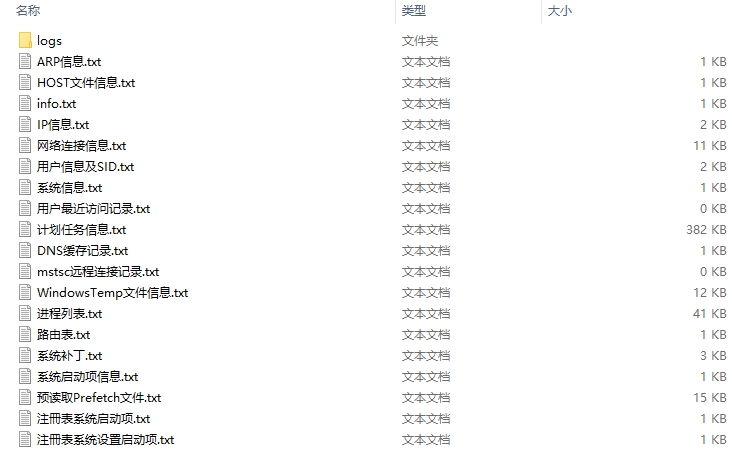 名称 类型 大小
logs 文件夹
ARP信息.txt 文本文档 1 KB
HOST文件信息.txt 文本文档 1 KB
info.txt 文本文档 1 KB
IP信息.txt 文本文档 2 KB
网络连接信息.txt 文本文档 11 KB
用户信息及SID.txt 文本文档 2 KB
系统信息.txt 文本文档 1 KB
用户最近访问记录.txt 文本文档 0 KB
计划任务信息.txt 文本文档 382 KB
DNS缓存记录.txt 文本文档 1 KB
mstsc远程连接记录.txt 文本文档 0 KB
WindowsTemp文件信息.txt 文本文档 12 KB
进程列表.txt 文本文档 41 KB
路由表.txt 文本文档 1 KB
系统补丁.txt 文本文档 3 KB
系统启动项信息.txt 文本文档 1 KB
预读取Prefetch文件.txt 文本文档 15 KB
注冊表系统启动项.txt 文本文档 1 KB
注冊表系统设置启动项.txt 文本文档 1 KB